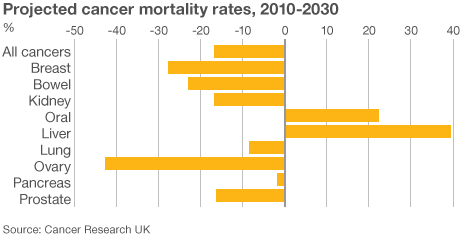 Projected cancer mortality rates, 2010-2030
%
-50 -40 -30 -20 -10 0 10 20 30 40
All cancers
Breast
Bowel
Kidney
Oral
Liver
Lung
Ovary
Pancreas
Prostate
Source: Cancer Research UK